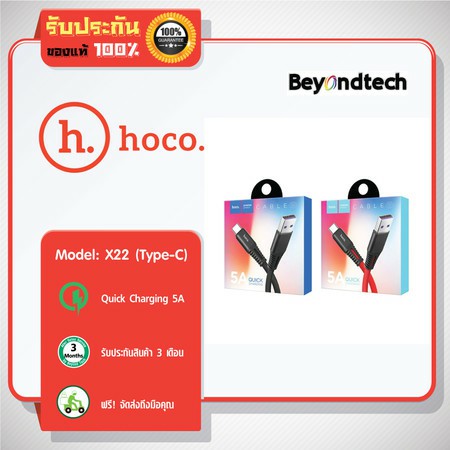 รับประกัน
ของแท้ 100%
100%
GUARANTEE
Beyondtech
h. hoco.
CABLE
5A
QUICK
CABLE
5A
QUICK
Model: X22 (Type-C)
Quick Charging 5A
3
Months
รับประกันสินค้า 3 เดือน
ฟรี! จัดส่งถึงมือคุณ